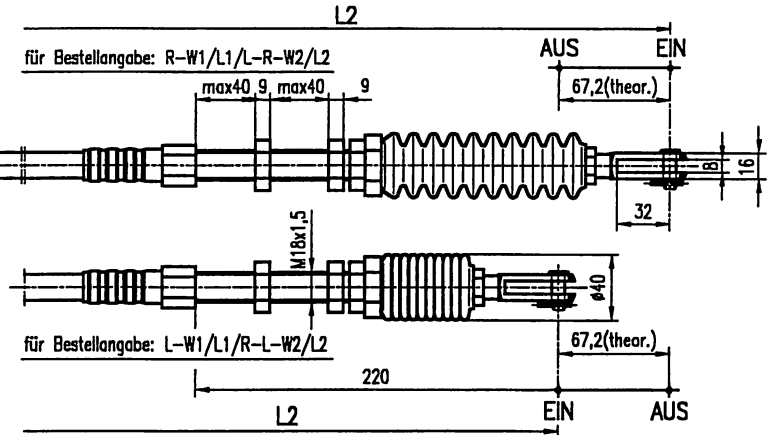 L2
AUS EIN
für Bestellangabe: R-W1/L1/L-R-W2/L2
67,2(theor.)
max40 9 max40 9
8 16
32
M18x1,5
ø40
für Bestellangabe: L-W1/L1/R-L-W2/L2
67,2(theor.)
220
L2
EIN AUS